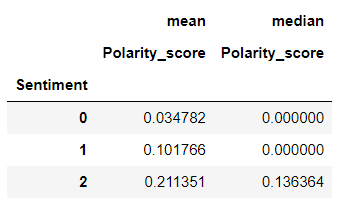 mean median
Polarity_score Polarity_score
Sentiment
0 0.034782 0.000000
1 0.101766 0.000000
2 0.211351 0.136364